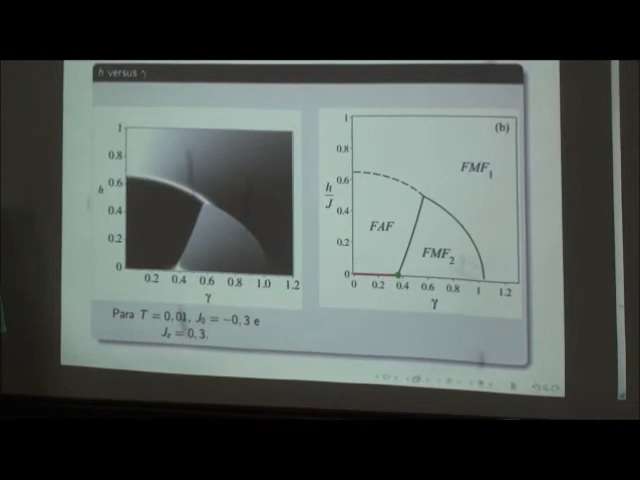 h versus γ
1
0.8
h 0.6
0.4
0.2
0
0.2 0.4 0.6 0.8 1.0 1.2
γ
(b)
1
0.8
FMF1
0.6
h/J
0.4
FAF
FMF2
0.2
0
0 0.2 0.4 0.6 0.8 1 1.2
γ
Para T = 0,01, J0 = −0,3 e
Js = 0,3.